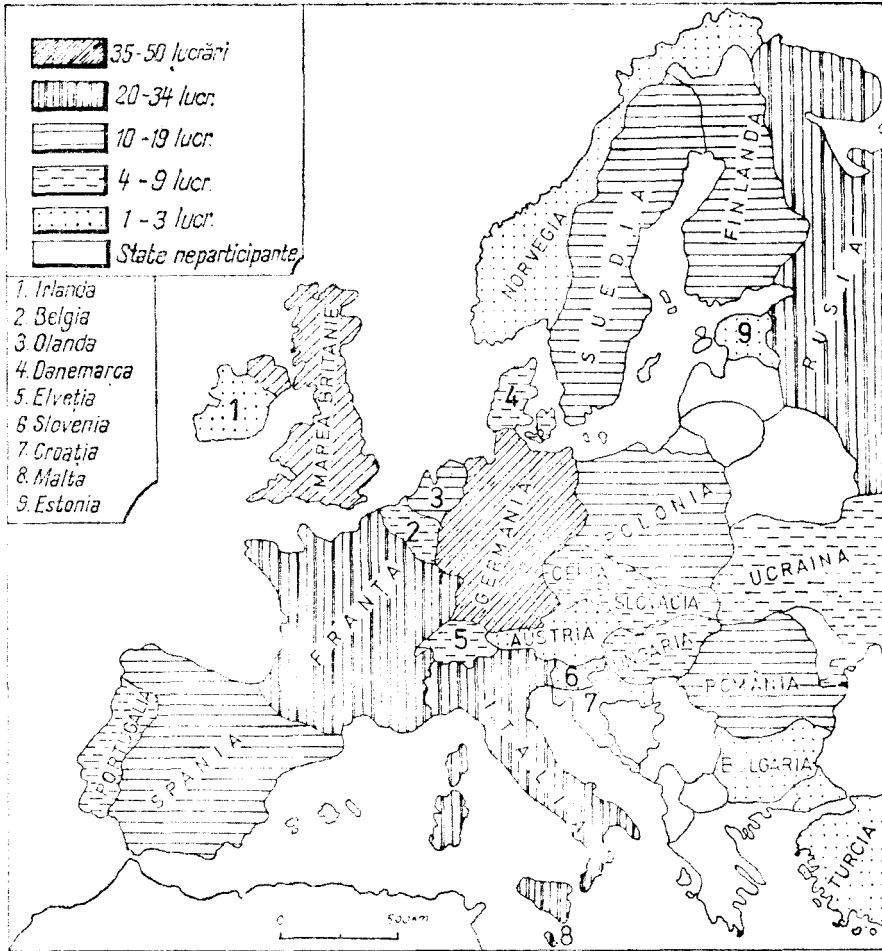 35-50 lucrări
20-34 lucr.
10-19 lucr.
4-9 lucr.
1-3 lucr.
State neparticipante
1. Irlanda
2 Belgia
3 Olanda
4. Danemarca
5. Elveția
6 Slovenia
7. Croația
8. Malta
9. Estonia
NORVEGIA
SUEDIA
FINLANDA
RUSIA
9
4
1
MAREA BRITANIE
3
2
GERMANIA
POLONIA
UCRAINA
CEHIA
SLOVACIA
FRANTA
5
AUSTRIA
UNGARIA
6
7
ROMÂNIA
ITALIA
PORTUGALIA
SPANIA
BULGARIA
TURCIA
0 500km
8